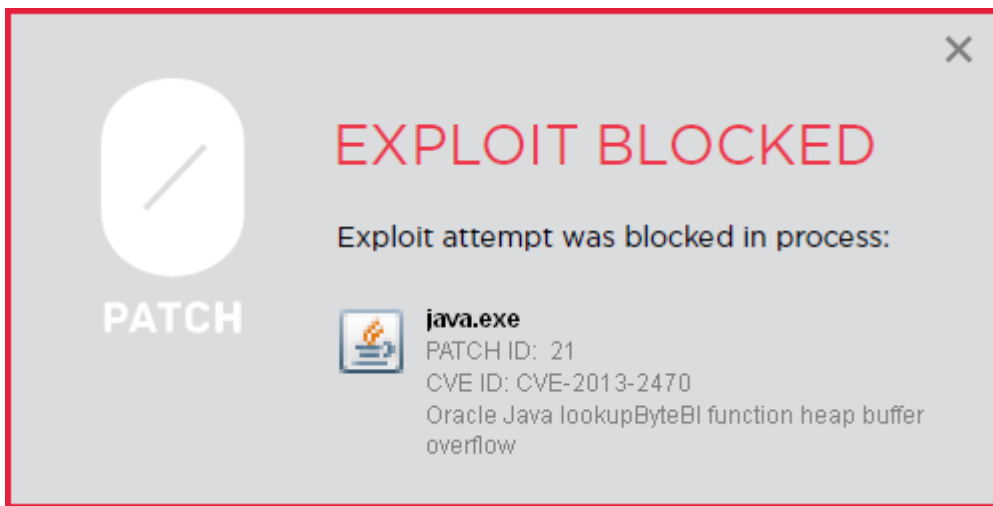 0
PATCH
EXPLOIT BLOCKED
Exploit attempt was blocked in process:
java.exe
PATCH ID: 21
CVE ID: CVE-2013-2470
Oracle Java lookupByteBI function heap buffer
overflow